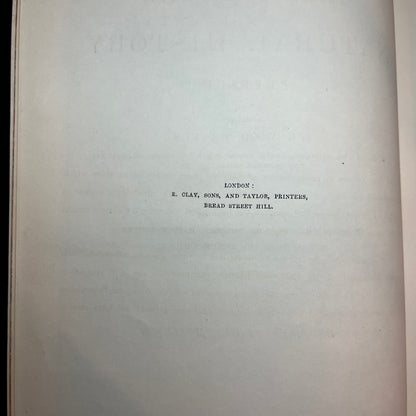 LONDON:
R. CLAY, SONS, AND TAYLOR, PRINTERS,
BREAD STREET HILL.